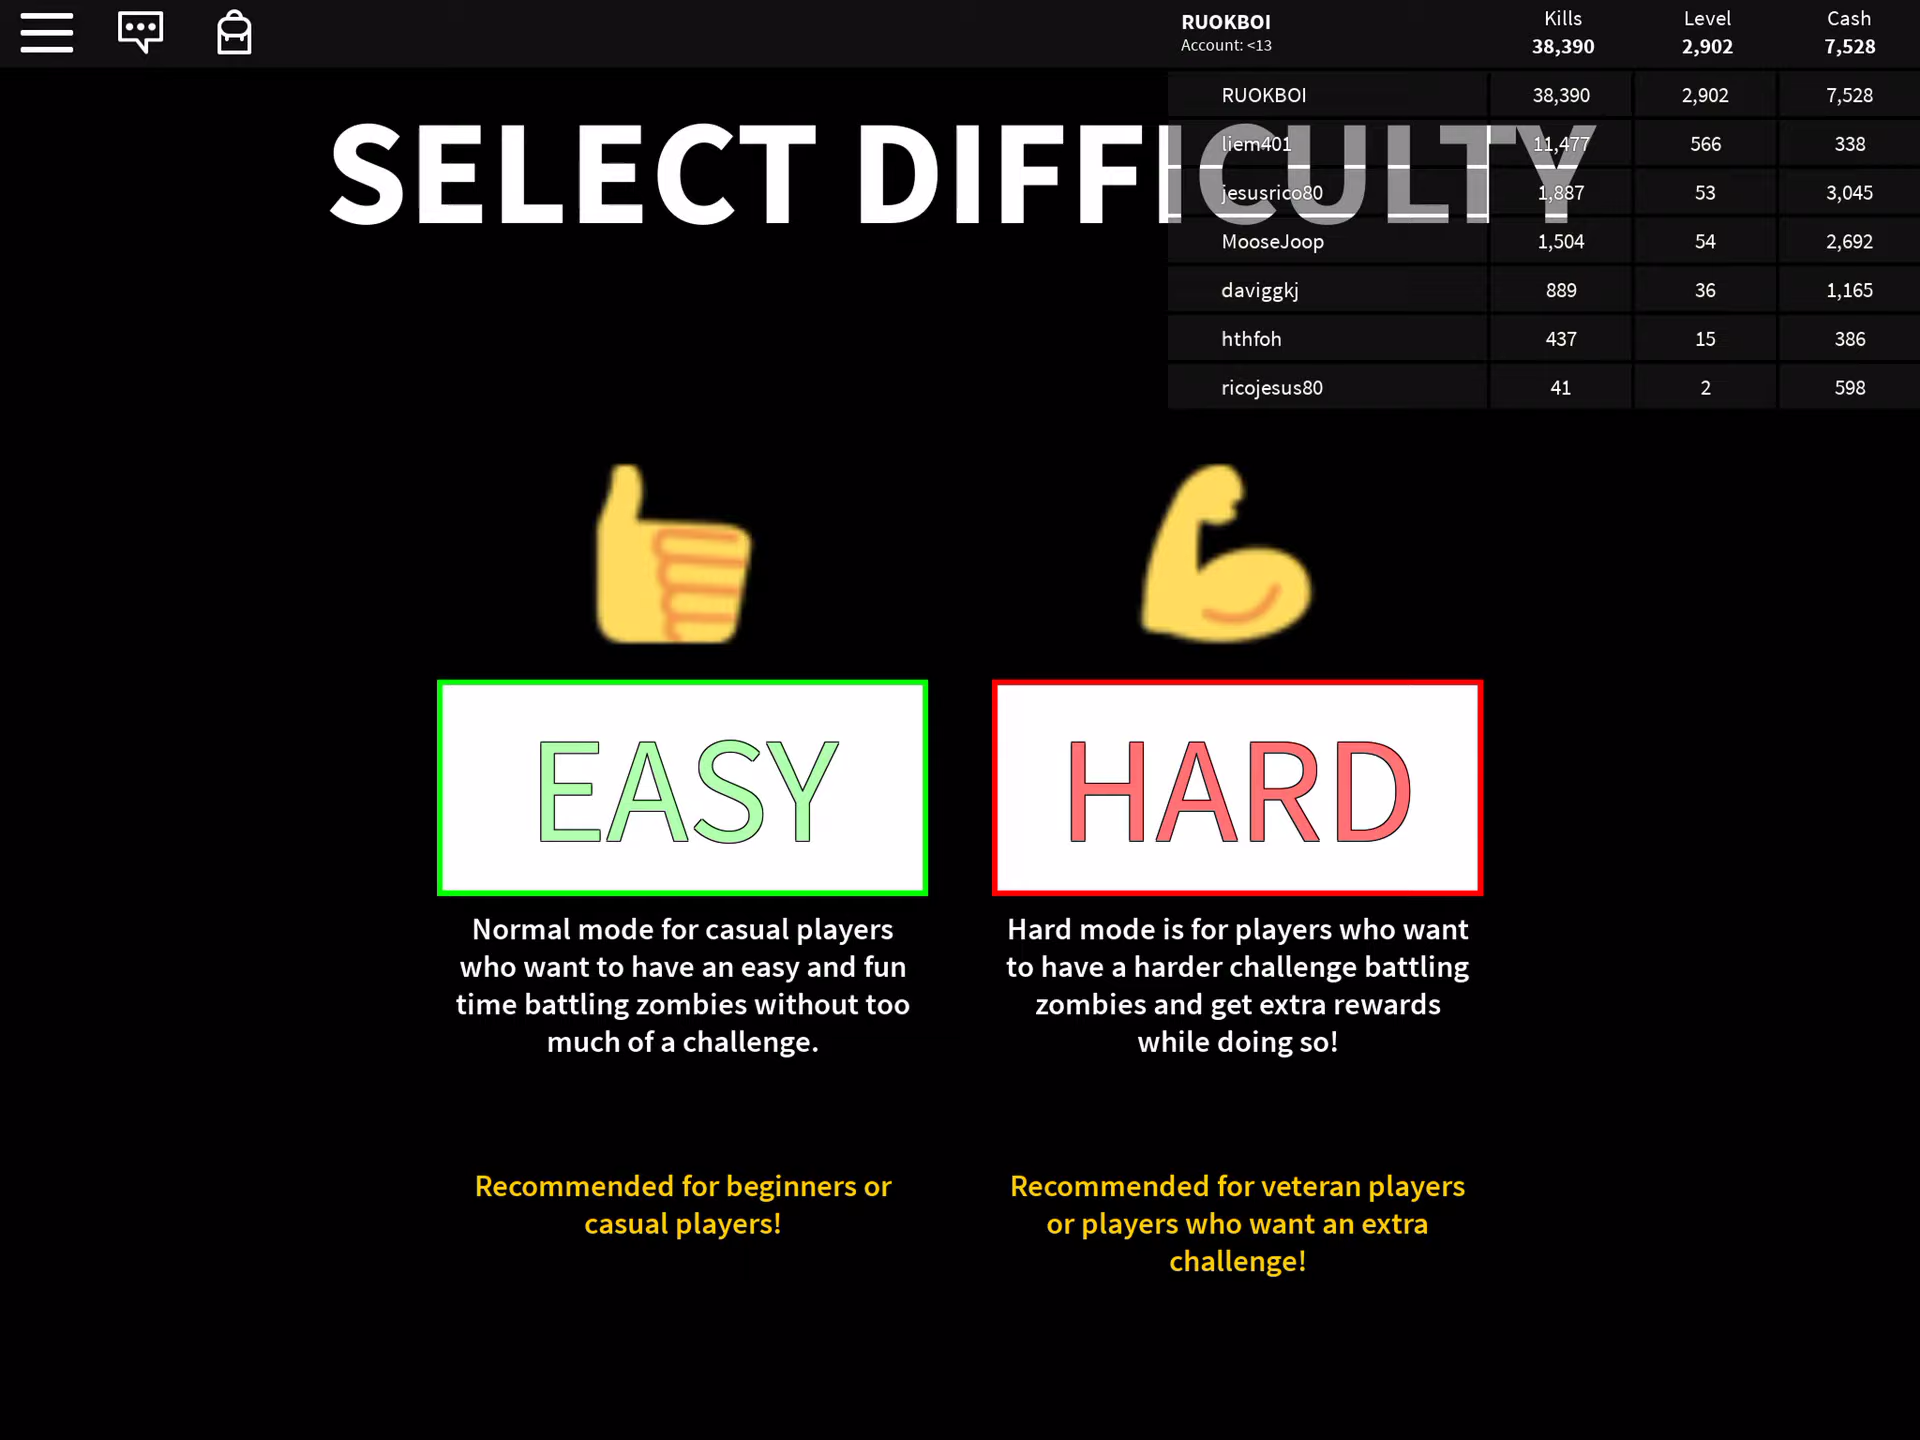 RUOKBOI
Account: <13
Kills
38,390
Level
2,902
Cash
7,528
RUOKBOI 38,390 2,902 7,528
liem401 11,477 566 338
jesusrico80 1,887 53 3,045
MooseJoop 1,504 54 2,692
daviggkj 889 36 1,165
hthfoh 437 15 386
ricojesus80 41 2 598
SELECT DIFFICULTY
EASY
Normal mode for casual players
who want to have an easy and fun
time battling zombies without too
much of a challenge.
Recommended for beginners or
casual players!
HARD
Hard mode is for players who want
to have a harder challenge battling
zombies and get extra rewards
while doing so!
Recommended for veteran players
or players who want an extra
challenge!